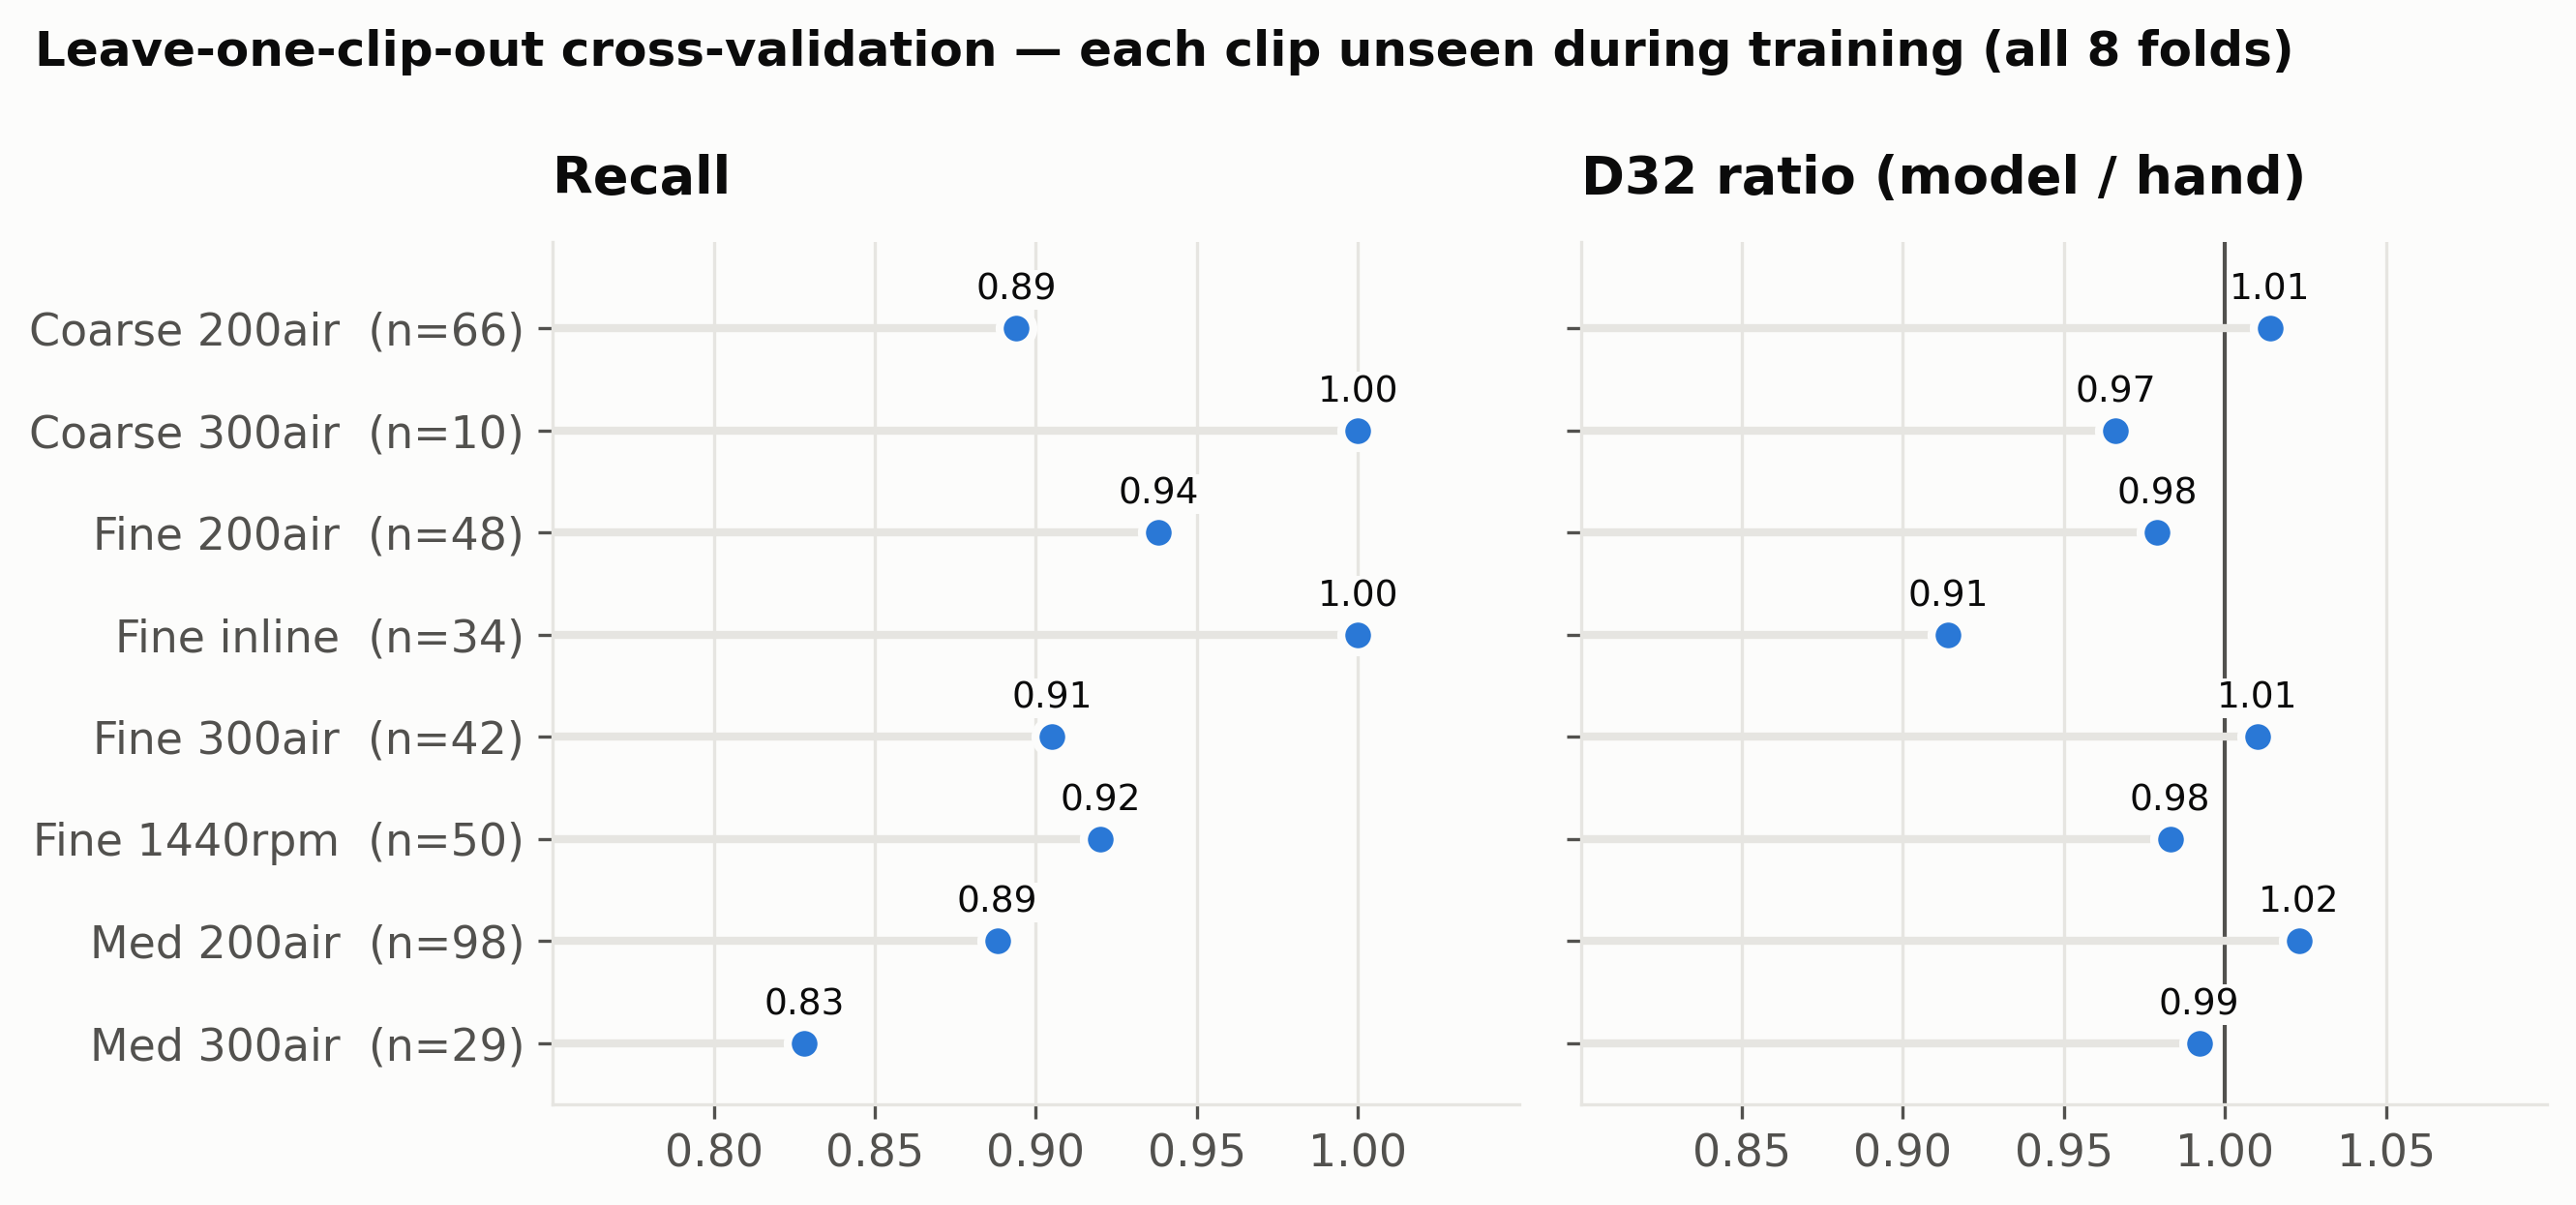 Leave-one-clip-out cross-validation — each clip unseen during training (all 8 folds)
Recall
D32 ratio (model / hand)
Coarse 200air (n=66)
0.89
1.01
Coarse 300air (n=10)
1.00
0.97
Fine 200air (n=48)
0.94
0.98
Fine inline (n=34)
1.00
0.91
Fine 300air (n=42)
0.91
1.01
Fine 1440rpm (n=50)
0.92
0.98
Med 200air (n=98)
0.89
1.02
Med 300air (n=29)
0.83
0.99
0.80 0.85 0.90 0.95 1.00
0.85 0.90 0.95 1.00 1.05